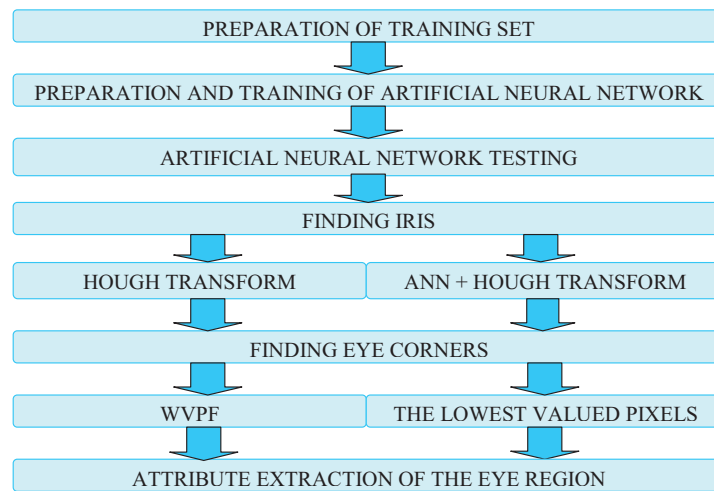 PREPARATION OF TRAINING SET
PREPARATION AND TRAINING OF ARTIFICIAL NEURAL NETWORK
ARTIFICIAL NEURAL NETWORK TESTING
FINDING IRIS
HOUGH TRANSFORM
ANN + HOUGH TRANSFORM
FINDING EYE CORNERS
WVPF
THE LOWEST VALUED PIXELS
ATTRIBUTE EXTRACTION OF THE EYE REGION